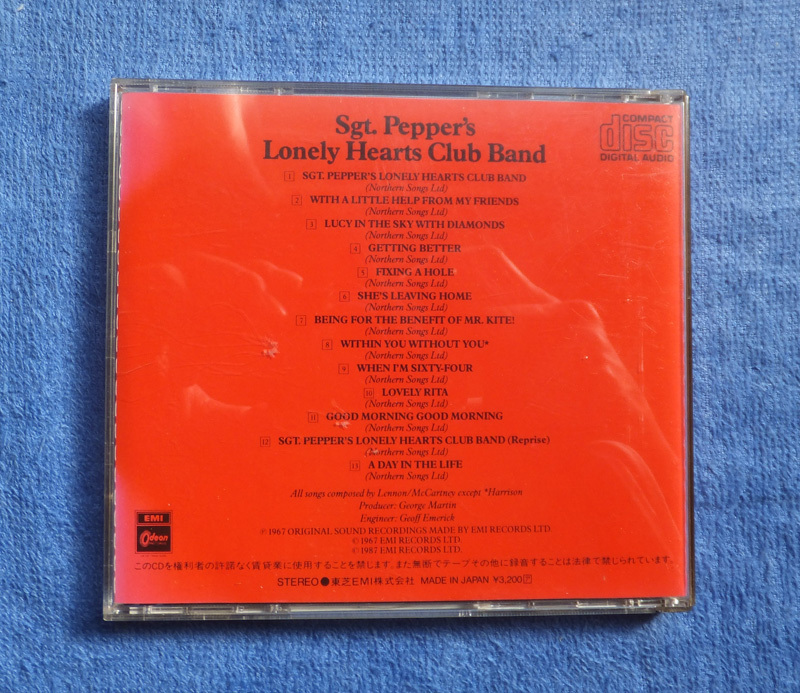 Sgt. Pepper's
Lonely Hearts Club Band
COMPACT
disc
DIGITAL AUDIO
1 SGT. PEPPER'S LONELY HEARTS CLUB BAND
(Northern Songs Ltd)
2 WITH A LITTLE HELP FROM MY FRIENDS
(Northern Songs Ltd)
3 LUCY IN THE SKY WITH DIAMONDS
(Northern Songs Ltd)
4 GETTING BETTER
(Northern Songs Ltd)
5 FIXING A HOLE
(Northern Songs Ltd)
6 SHE'S LEAVING HOME
(Northern Songs Ltd)
7 BEING FOR THE BENEFIT OF MR. KITE!
(Northern Songs Ltd)
8 WITHIN YOU WITHOUT YOU*
(Northern Songs Ltd)
9 WHEN I'M SIXTY-FOUR
(Northern Songs Ltd)
10 LOVELY RITA
(Northern Songs Ltd)
11 GOOD MORNING GOOD MORNING
(Northern Songs Ltd)
12 SGT. PEPPER'S LONELY HEARTS CLUB BAND (Reprise)
(Northern Songs Ltd)
13 A DAY IN THE LIFE
(Northern Songs Ltd)
All songs composed by Lennon/McCartney except *Harrison
Producer: George Martin
Engineer: Geoff Emerick
℗ 1967 ORIGINAL SOUND RECORDINGS MADE BY EMI RECORDS LTD.
© 1967 EMI RECORDS LTD.
© 1987 EMI RECORDS LTD.
EMI
Odeon
このCDを権利者の許諾なく賃貸業に使用することを禁じます。また無断でテープその他に録音することは法律で禁じられています。
STEREO●東芝EMI株式会社 MADE IN JAPAN ¥3,200